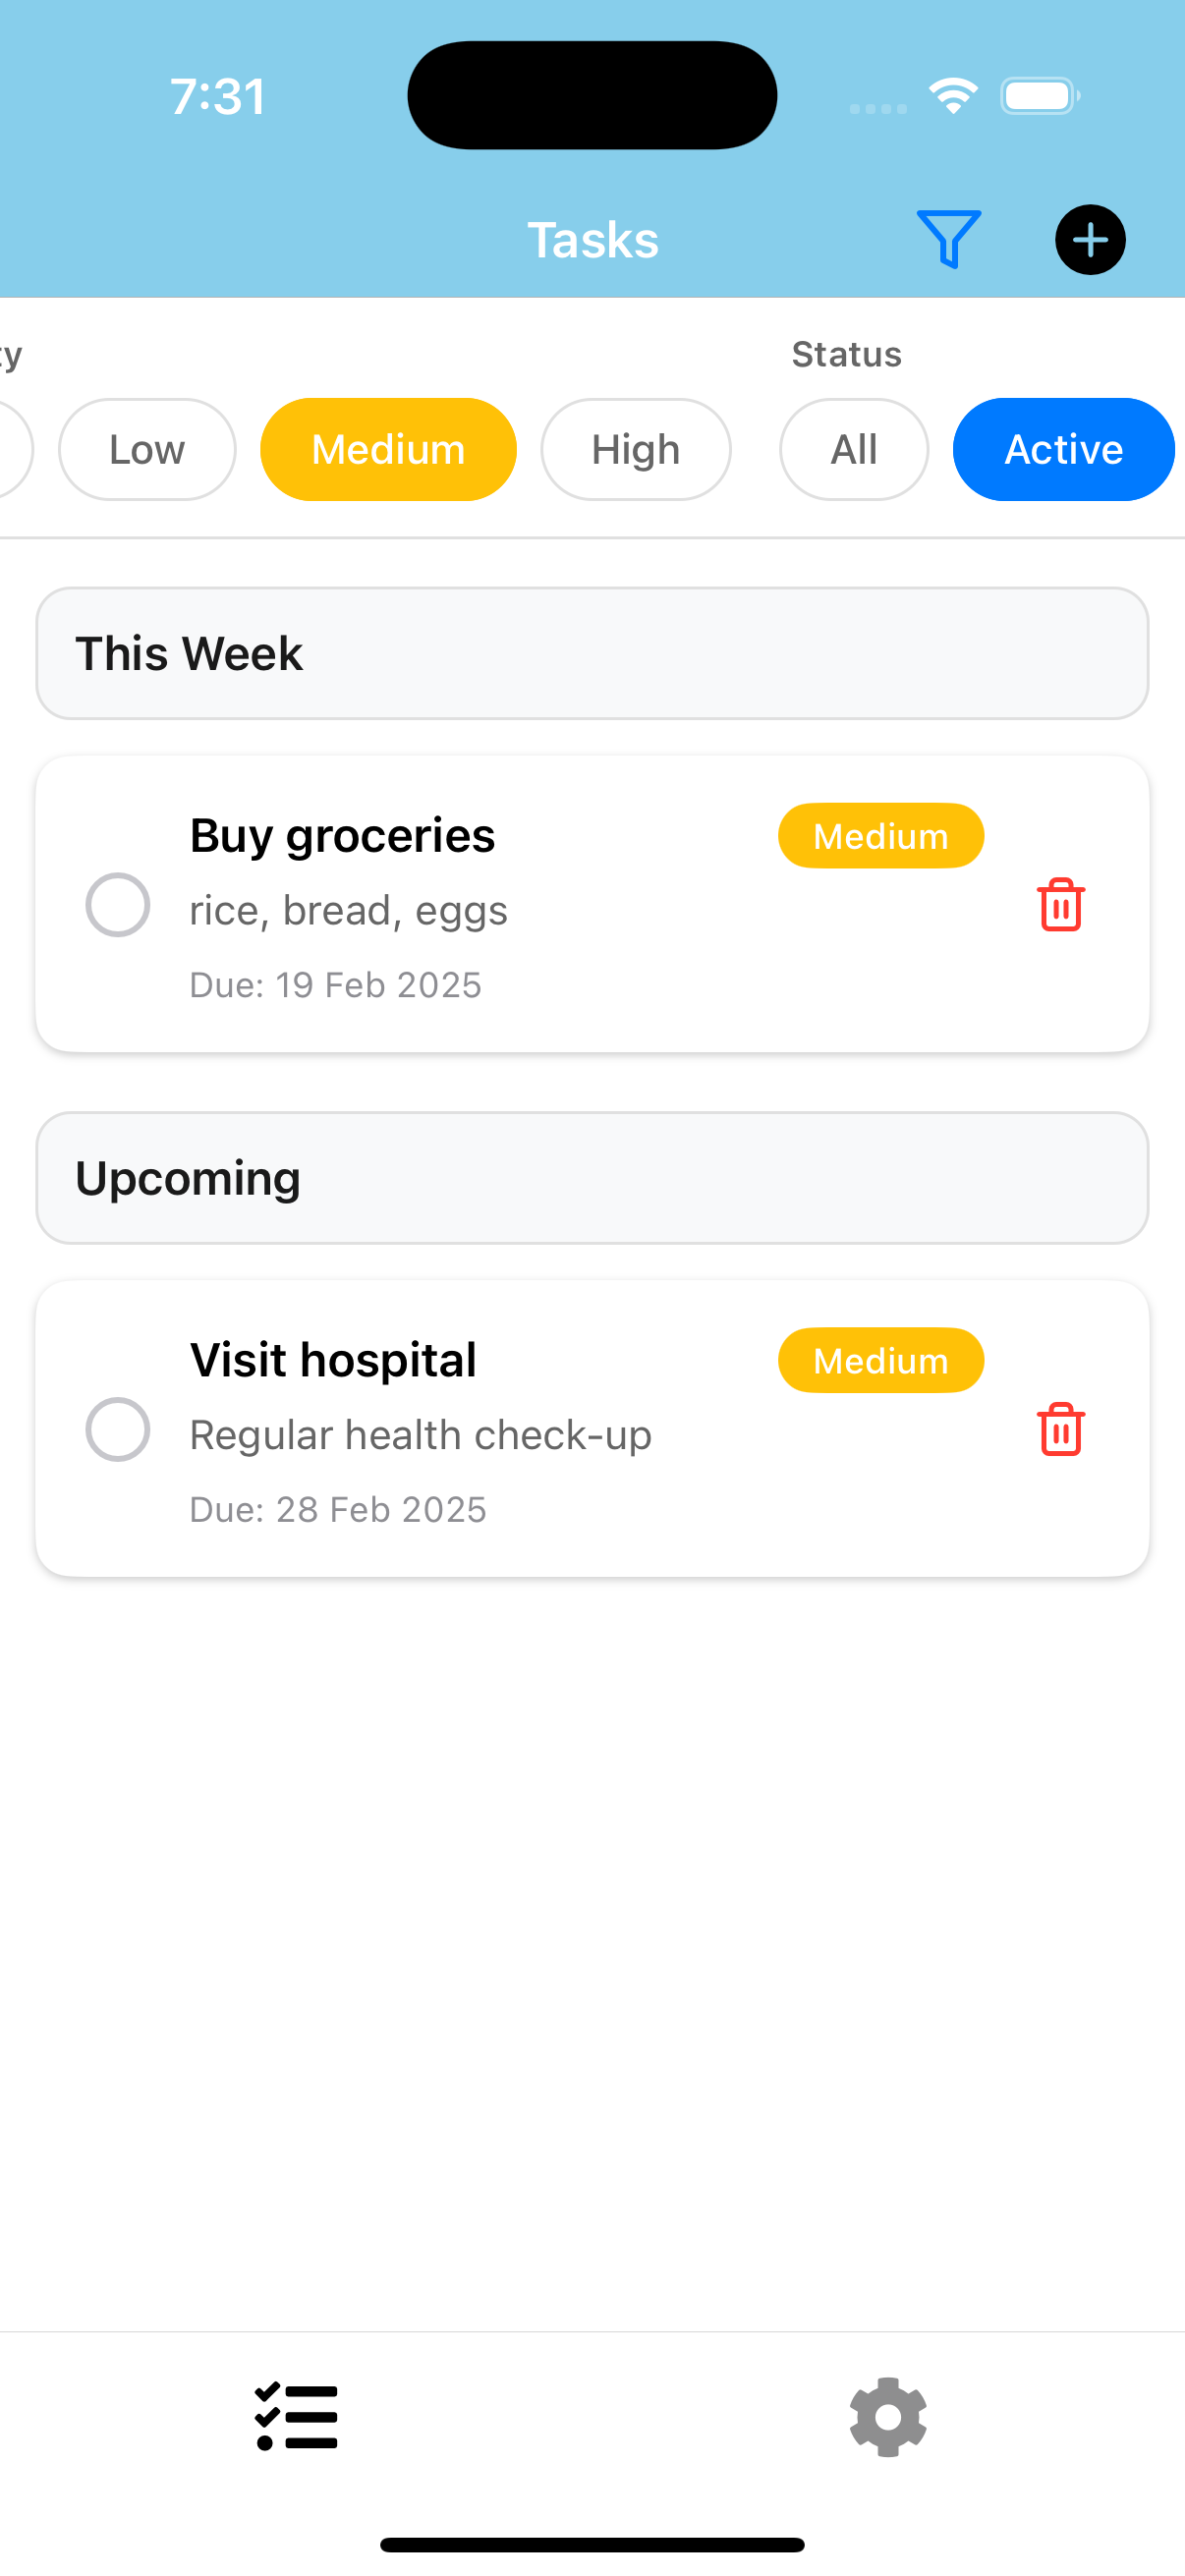 7:31
Tasks
ty
Status
Low
Medium
High
All
Active
This Week
Buy groceries
Medium
rice, bread, eggs
Due: 19 Feb 2025
Upcoming
Visit hospital
Medium
Regular health check-up
Due: 28 Feb 2025